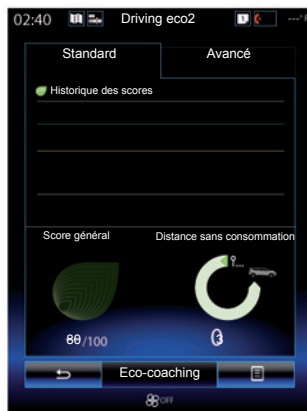 02:40 Driving eco2 ---°F
Standard Avancé
Historique des scores
Score général Distance sans consommation
/100
Eco-coaching
OFF